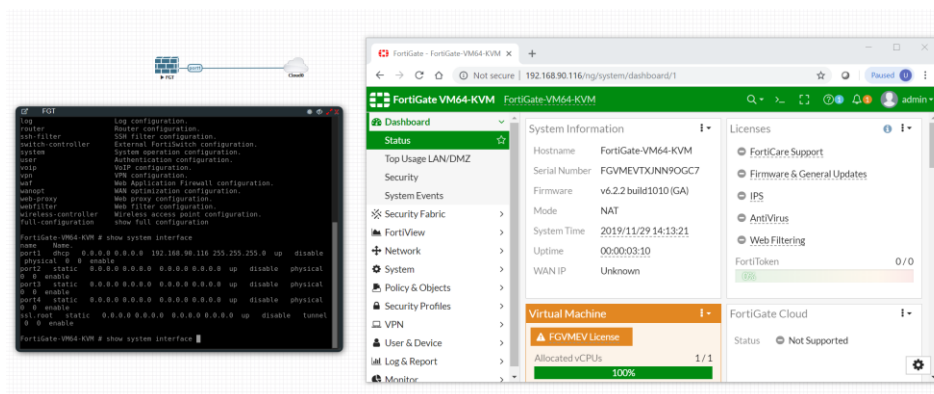 port1
FGT
Cloud0
FGT
log Log configuration.
router Router configuration.
ssh-filter SSH filter configuration.
switch-controller External FortiSwitch configuration.
system System operation configuration.
user Authentication configuration.
voip VoIP configuration.
vpn VPN configuration.
waf Web Application Firewall configuration.
wanopt WAN optimization configuration.
web-proxy Web proxy configuration.
webfilter Web filter configuration.
wireless-controller Wireless access point configuration.
full-configuration show full configuration
FortiGate-VM64-KVM # show system interface
name Name.
port1 dhcp 0.0.0.0 0.0.0.0 192.168.90.116 255.255.255.0 up disable
physical 0 0 enable
port2 static 0.0.0.0 0.0.0.0 0.0.0.0 0.0.0.0 up disable physical
0 0 enable
port3 static 0.0.0.0 0.0.0.0 0.0.0.0 0.0.0.0 up disable physical
0 0 enable
port4 static 0.0.0.0 0.0.0.0 0.0.0.0 0.0.0.0 up disable physical
0 0 enable
ssl.root static 0.0.0.0 0.0.0.0 0.0.0.0 0.0.0.0 up disable tunnel
0 0 enable
FortiGate-VM64-KVM # show system interface
FortiGate - FortiGate-VM64-KVM
Not secure | 192.168.90.116/ng/system/dashboard/1
Paused U
FortiGate VM64-KVM FortiGate-VM64-KVM
admin
Dashboard
Status
Top Usage LAN/DMZ
Security
System Events
Security Fabric
FortiView
Network
System
Policy & Objects
Security Profiles
VPN
User & Device
Log & Report
Monitor
System Information
Hostname FortiGate-VM64-KVM
Serial Number FGVMEVTXJNN9OGC7
Firmware v6.2.2 build1010 (GA)
Mode NAT
System Time 2019/11/29 14:13:21
Uptime 00:00:03:10
WAN IP Unknown
Licenses
FortiCare Support
Firmware & General Updates
IPS
AntiVirus
Web Filtering
FortiToken 0/0
Virtual Machine
FGVMEV License
Allocated vCPUs 1/1
100%
FortiGate Cloud
Status Not Supported